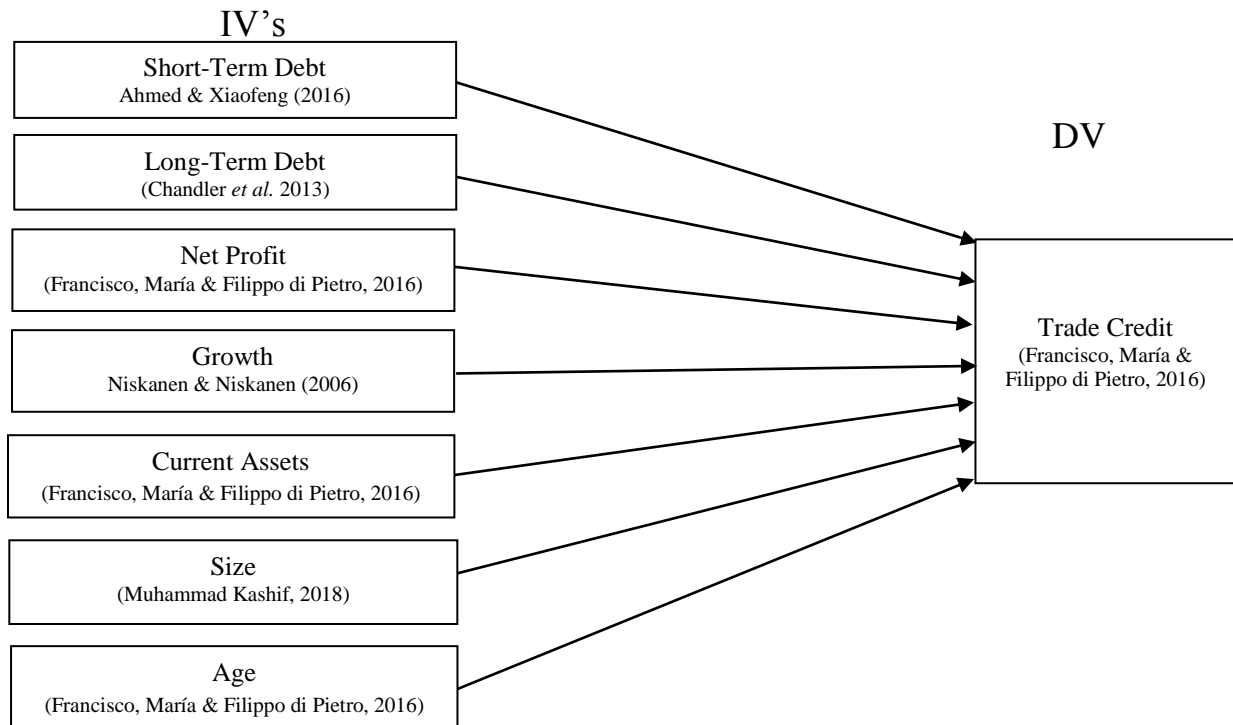 IV's
Short-Term Debt
Ahmed & Xiaofeng (2016)
Long-Term Debt
(Chandler et al. 2013)
Net Profit
(Francisco, María & Filippo di Pietro, 2016)
Growth
Niskanen & Niskanen (2006)
Current Assets
(Francisco, María & Filippo di Pietro, 2016)
Size
(Muhammad Kashif, 2018)
Age
(Francisco, María & Filippo di Pietro, 2016)
DV
Trade Credit
(Francisco, María &
Filippo di Pietro, 2016)